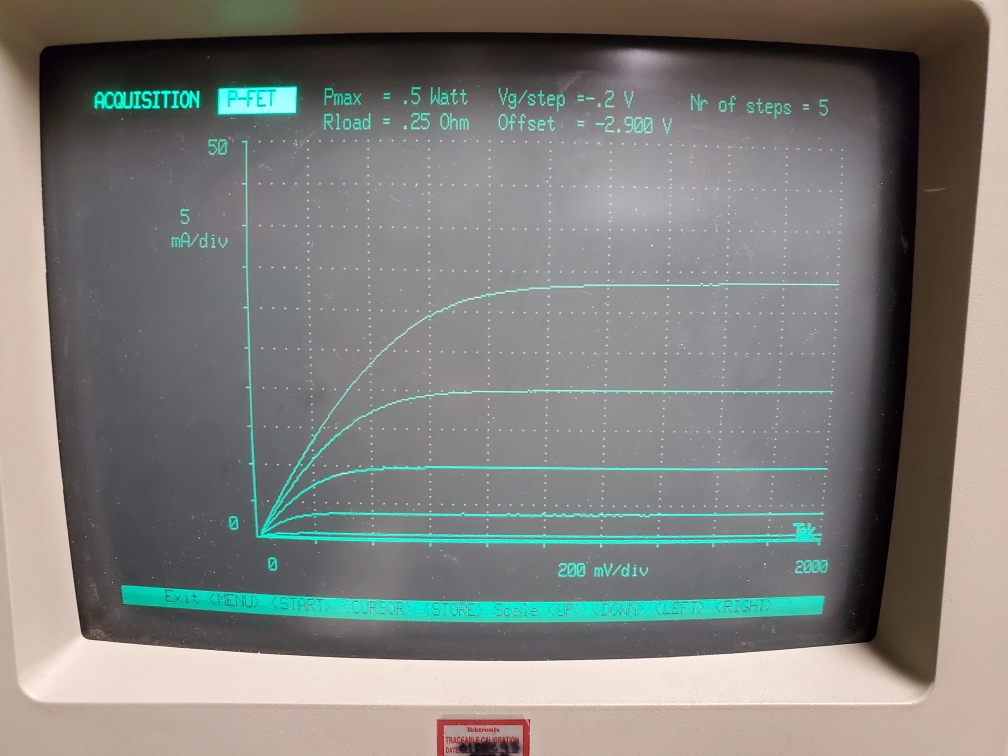 ACQUISITION P-FET Pmax = .5 Watt Vg/step =-.2 V Nr of steps = 5
Rload = .25 Ohm Offset = -2.900 V
50
5
mA/div
0
Tek
0 200 mV/div 2000
Exit <MENU> <START> <CURSOR> <STORE> Scale <UP> <DOWN> <LEFT> <RIGHT>
Tektronix
TRACEABLE CALIBRATION
DATE